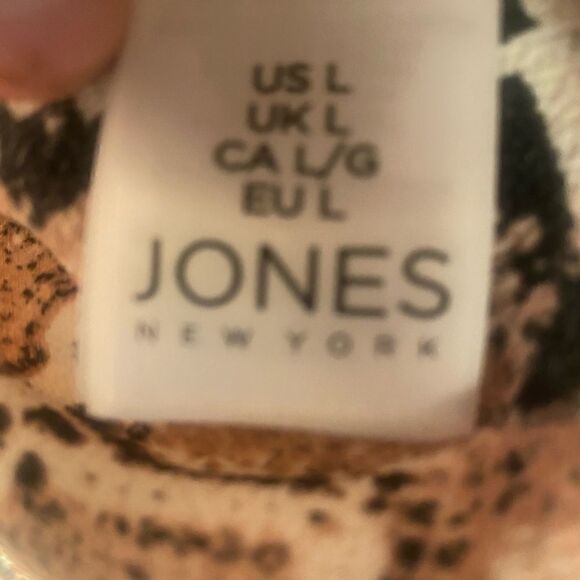 US L
UK L
CA L/G
EU L
JONES
NEW YORK